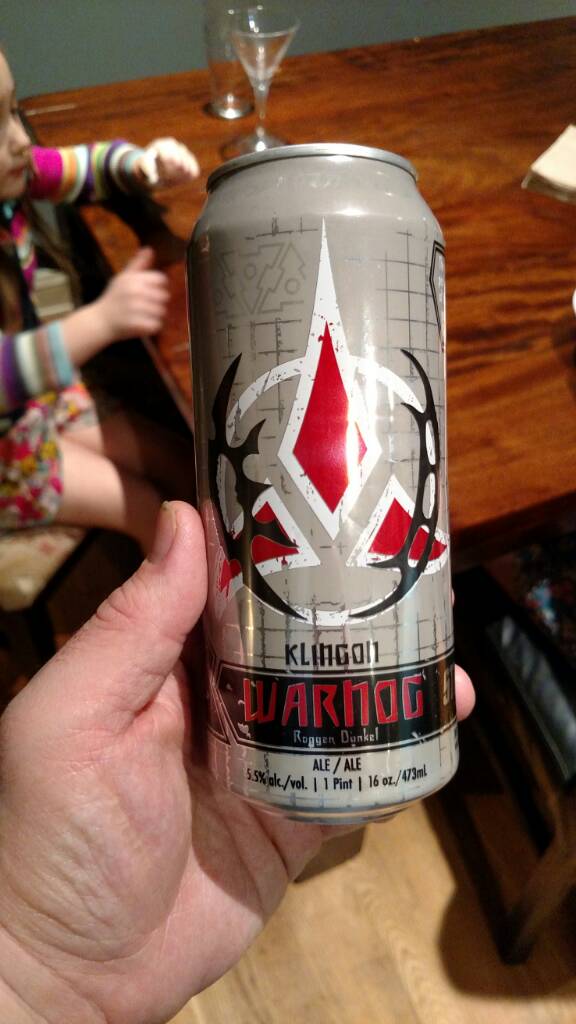 KLINGON
WARNOG
Roggen Dunkel
ALE / ALE
5.5% alc./vol. | 1 Pint | 16 oz./473mL